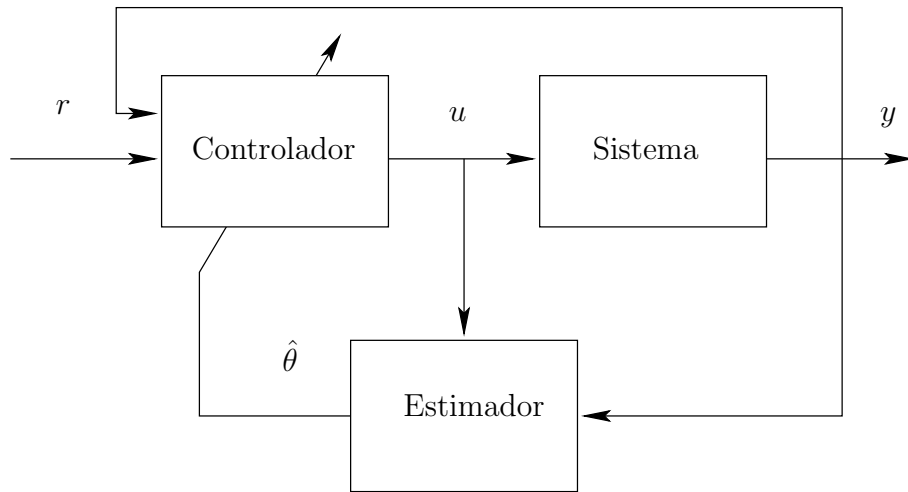 r
Controlador
u
Sistema
y
θ̂
Estimador